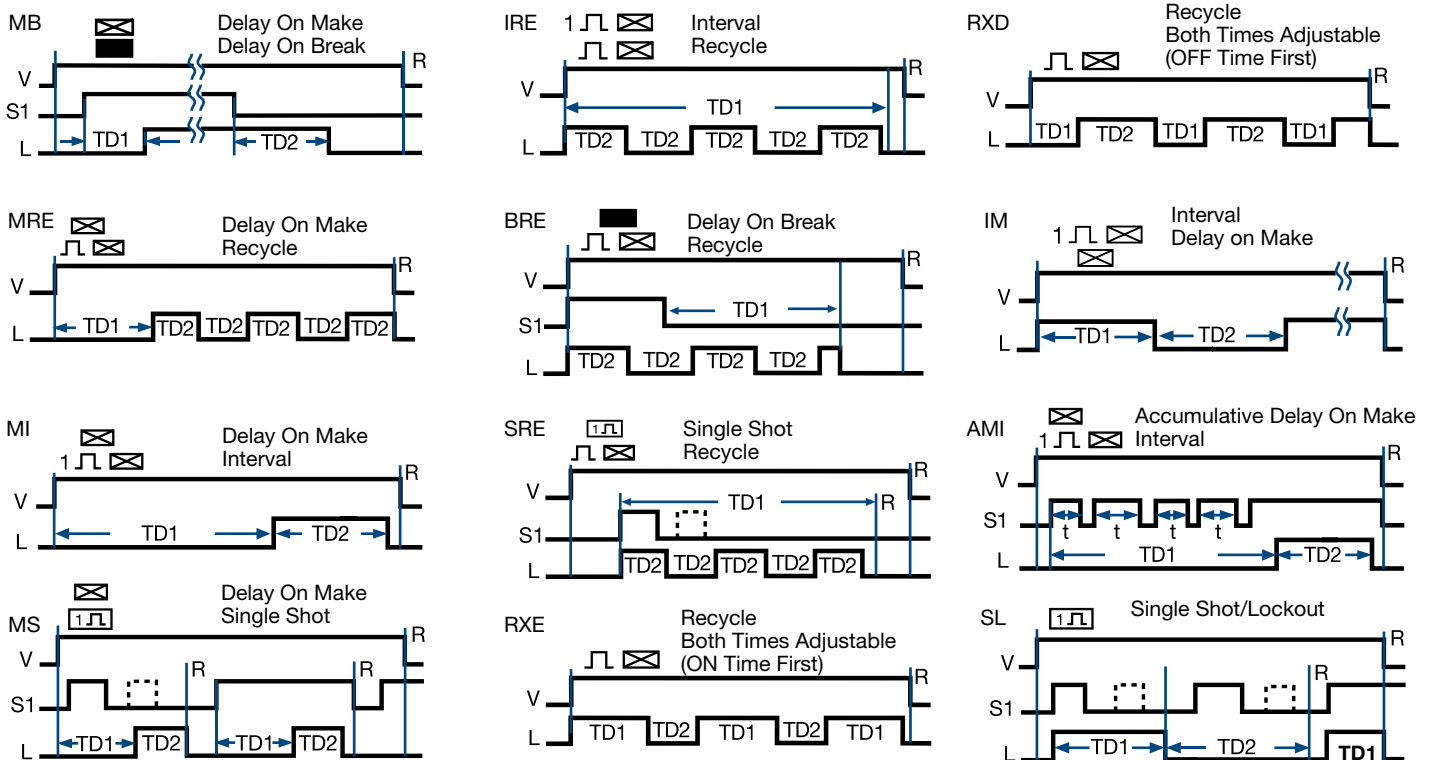 MB
Delay On Make
Delay On Break
R
V
S1
TD1
TD2
L
IRE
1
Interval
Recycle
R
V
TD1
TD2 TD2 TD2 TD2 TD2
L
RXD
Recycle
Both Times Adjustable
(OFF Time First)
R
V
TD1 TD2 TD1 TD2 TD1
L
MRE
Delay On Make
Recycle
R
V
TD1 TD2 TD2 TD2 TD2 TD2
L
BRE
Delay On Break
Recycle
R
V
TD1
S1
TD2 TD2 TD2 TD2
L
IM
1
Interval
Delay on Make
R
V
TD1 TD2
L
MI
1
Delay On Make
Interval
R
V
TD1 TD2
L
SRE
1
Single Shot
Recycle
R
V
TD1 R
S1
TD2 TD2 TD2 TD2 TD2
L
AMI
1
Accumulative Delay On Make
Interval
R
V
S1
t t t t
TD1 TD2
L
MS
1
Delay On Make
Single Shot
R
V
R R
S1
TD1 TD2 TD1 TD2
L
RXE
Recycle
Both Times Adjustable
(ON Time First)
R
V
TD1 TD2 TD1 TD2 TD1
L
SL
1
Single Shot/Lockout
R
V
R
S1
TD1 TD2 TD1
L